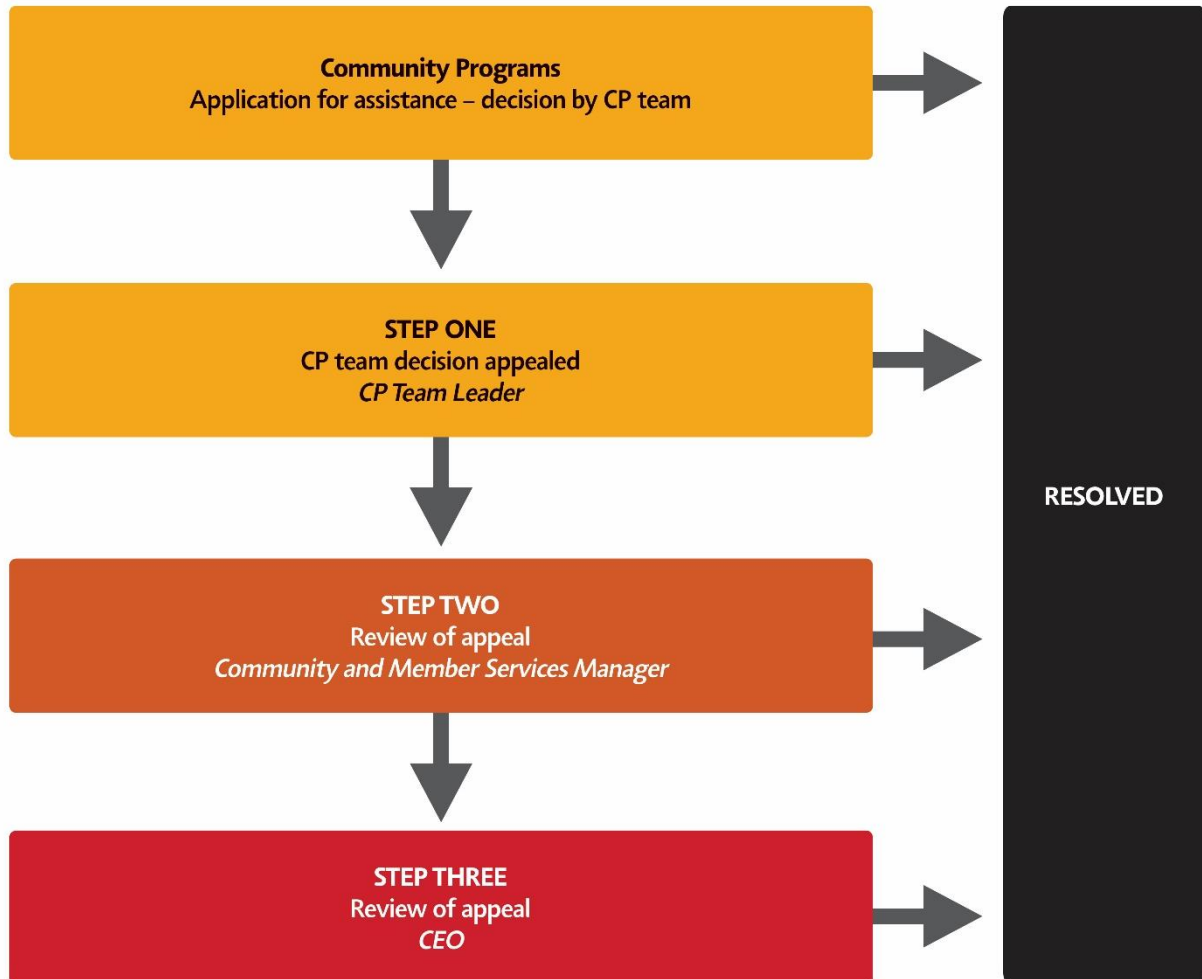 Community Programs
Application for assistance – decision by CP team
STEP ONE
CP team decision appealed
CP Team Leader
STEP TWO
Review of appeal
Community and Member Services Manager
STEP THREE
Review of appeal
CEO
RESOLVED